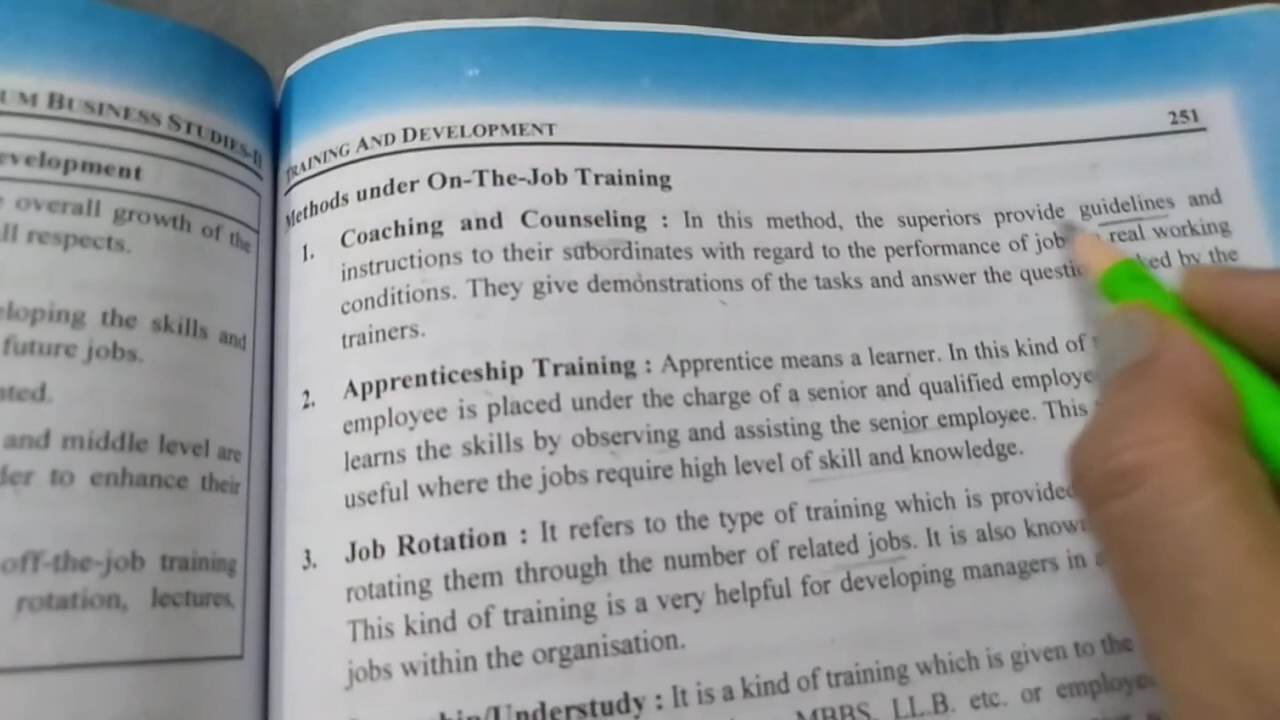 UM BUSINESS STUDIES-II
evelopment
overall growth of the
ll respects.
eloping the skills and
future jobs.
ated.
and middle level are
der to enhance their
off-the-job training
rotation, lectures,
TRAINING AND DEVELOPMENT 251
Methods under On-The-Job Training
1. Coaching and Counseling : In this method, the superiors provide guidelines and
instructions to their subordinates with regard to the performance of job real working
conditions. They give demonstrations of the tasks and answer the questio ked by the
trainers.
2. Apprenticeship Training : Apprentice means a learner. In this kind of
employee is placed under the charge of a senior and qualified employe
learns the skills by observing and assisting the senior employee. This
useful where the jobs require high level of skill and knowledge.
3. Job Rotation : It refers to the type of training which is provided
rotating them through the number of related jobs. It is also known
This kind of training is a very helpful for developing managers in
jobs within the organisation.
/Understudy : It is a kind of training which is given to the
MBBS, LL.B. etc. or employe